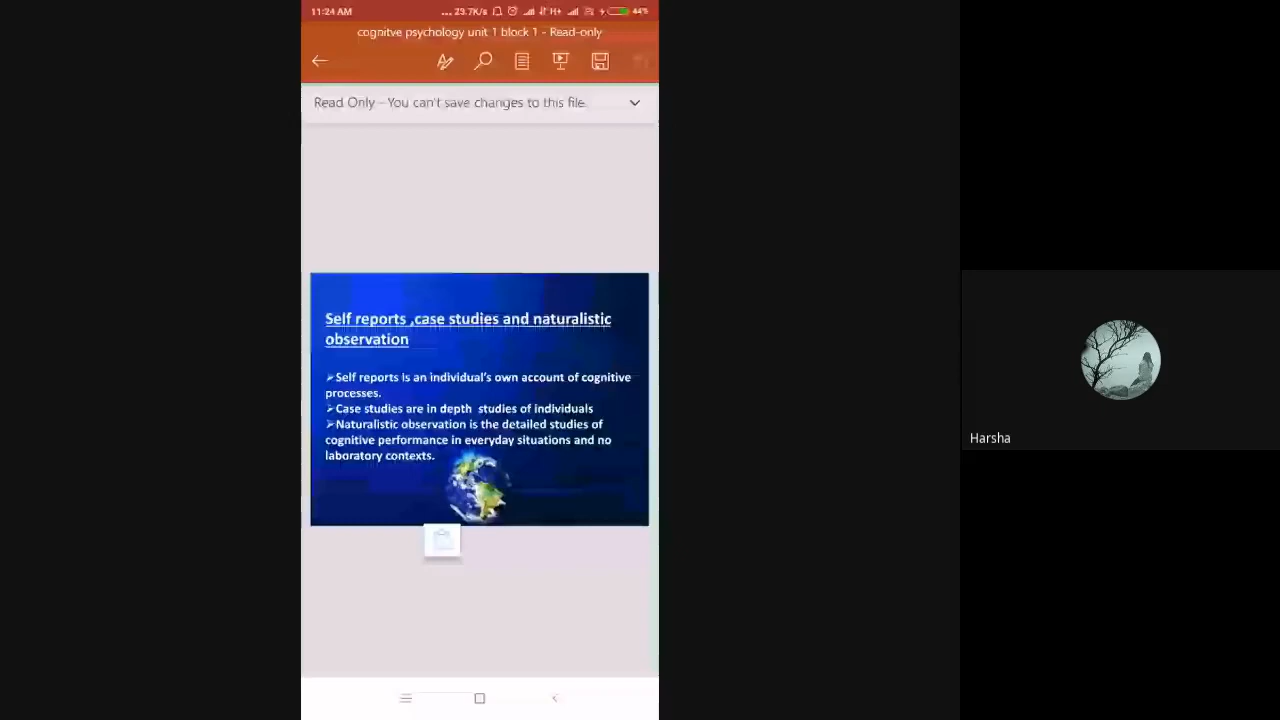 11:24 AM
... 23.7K/s
H+
44%
cognitve psychology unit 1 block 1 - Read-only
Read Only - You can't save changes to this file.
Self reports ,case studies and naturalistic
observation
➢Self reports is an individual's own account of cognitive
processes.
➢Case studies are in depth studies of individuals
➢Naturalistic observation is the detailed studies of
cognitive performance in everyday situations and no
laboratory contexts.
Harsha